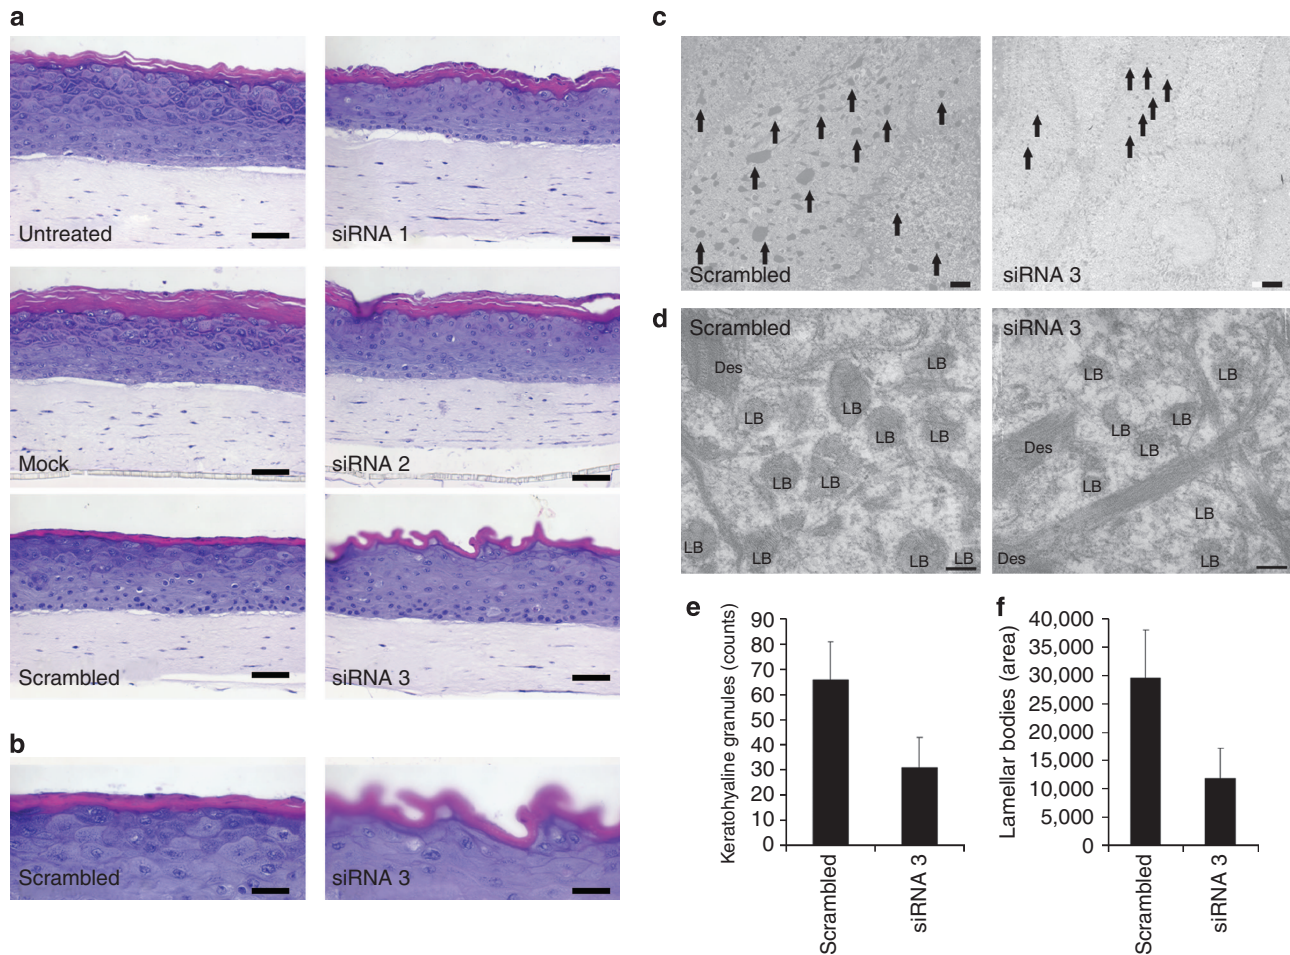 a
Untreated
siRNA 1
Mock
siRNA 2
Scrambled
siRNA 3
b
Scrambled
siRNA 3
c
Scrambled
siRNA 3
d
Scrambled
Des
LB
LB
LB
LB
LB
LB
LB
LB
LB
LB
LB
siRNA 3
LB
LB
LB
LB
Des
LB
LB
LB
Des
LB
e
Keratohyaline granules (counts)
90
80
70
60
50
40
30
20
10
0
Scrambled
siRNA 3
f
Lamellar bodies (area)
40,000
35,000
30,000
25,000
20,000
15,000
10,000
5,000
0
Scrambled
siRNA 3